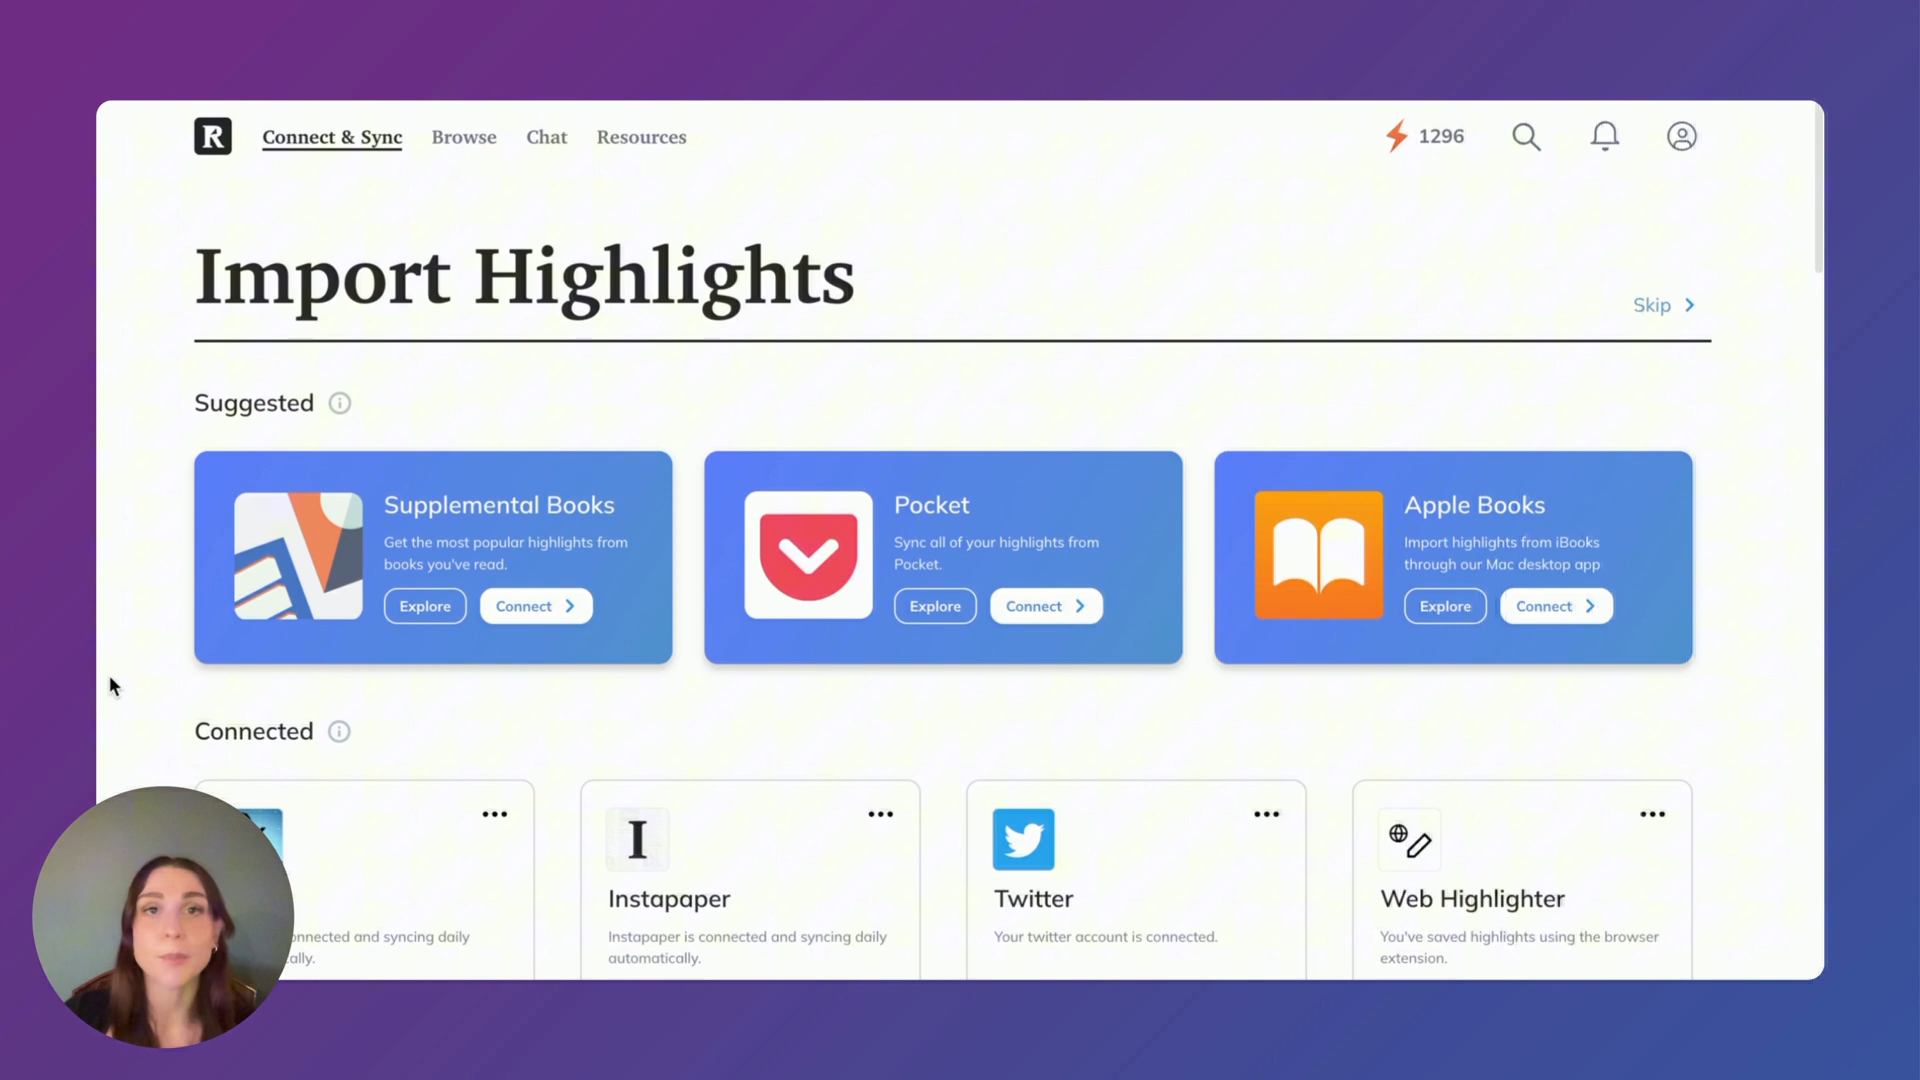 R Connect & Sync Browse Chat Resources 1296
Import Highlights
Skip
Suggested
Supplemental Books
Get the most popular highlights from
books you've read.
Explore Connect
Pocket
Sync all of your highlights from
Pocket.
Explore Connect
Apple Books
Import highlights from iBooks
through our Mac desktop app
Explore Connect
Connected
onnected and syncing daily
ally.
I
Instapaper
Instapaper is connected and syncing daily
automatically.
Twitter
Your twitter account is connected.
Web Highlighter
You've saved highlights using the browser
extension.